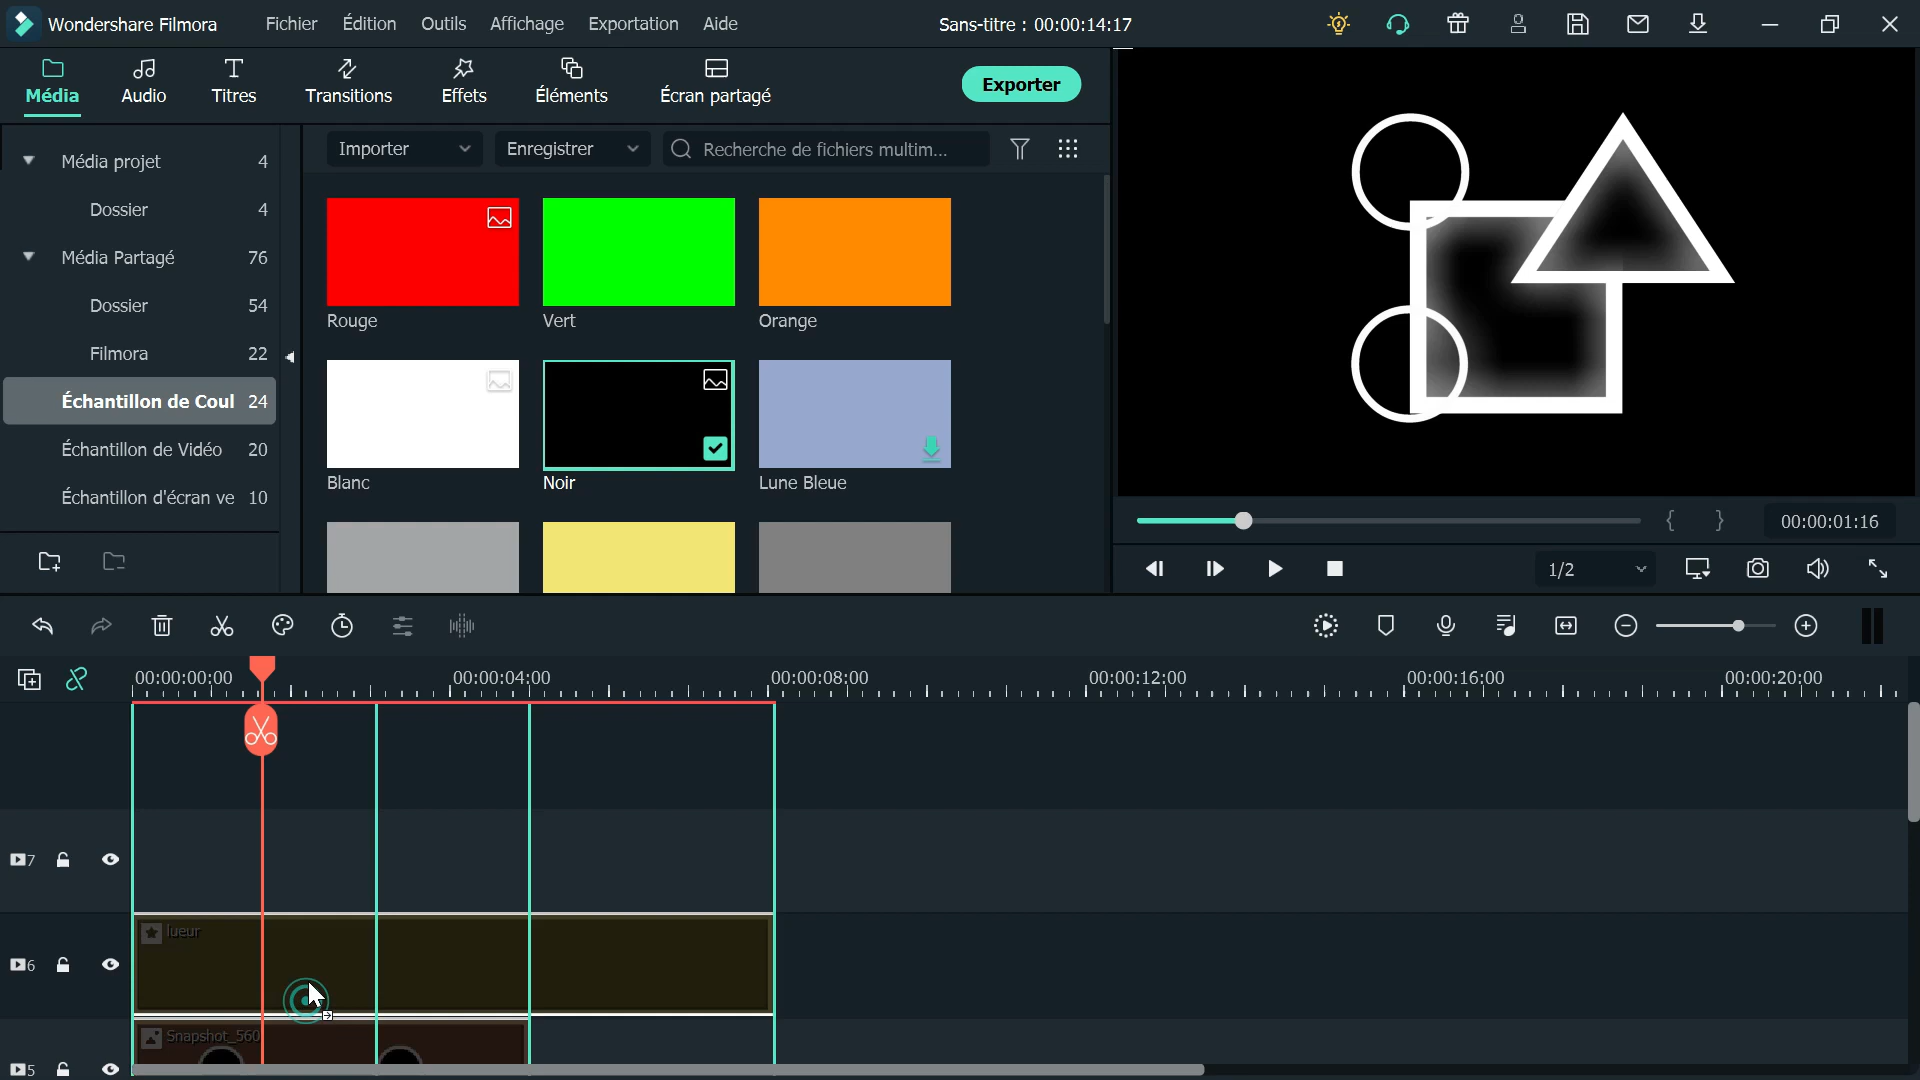 Wondershare Filmora
Fichier Édition Outils Affichage Exportation Aide
Sans-titre : 00:00:14:17
Média Audio Titres Transitions Effets Éléments Écran partagé
Exporter
Média projet 4
Dossier 4
Média Partagé 76
Dossier 54
Filmora 22
Échantillon de Coul 24
Échantillon de Vidéo 20
Échantillon d'écran ve 10
Importer Enregistrer Recherche de fichiers multim...
Rouge Vert Orange
Blanc Noir Lune Bleue
00:00:01:16
1/2
00:00:00:00 00:00:04:00 00:00:08:00 00:00:12:00 00:00:16:00 00:00:20:00
7
6
lueur
5
Snapshot_560